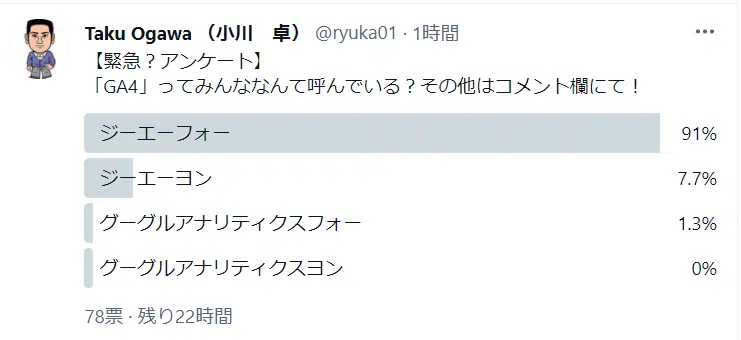 Taku Ogawa （小川　卓） @ryuka01 · 1時間
【緊急？アンケート】
「GA4」ってみんななんて呼んでいる？その他はコメント欄にて！
ジーエーフォー 91%
ジーエーヨン 7.7%
グーグルアナリティクスフォー 1.3%
グーグルアナリティクスヨン 0%
78票 · 残り22時間